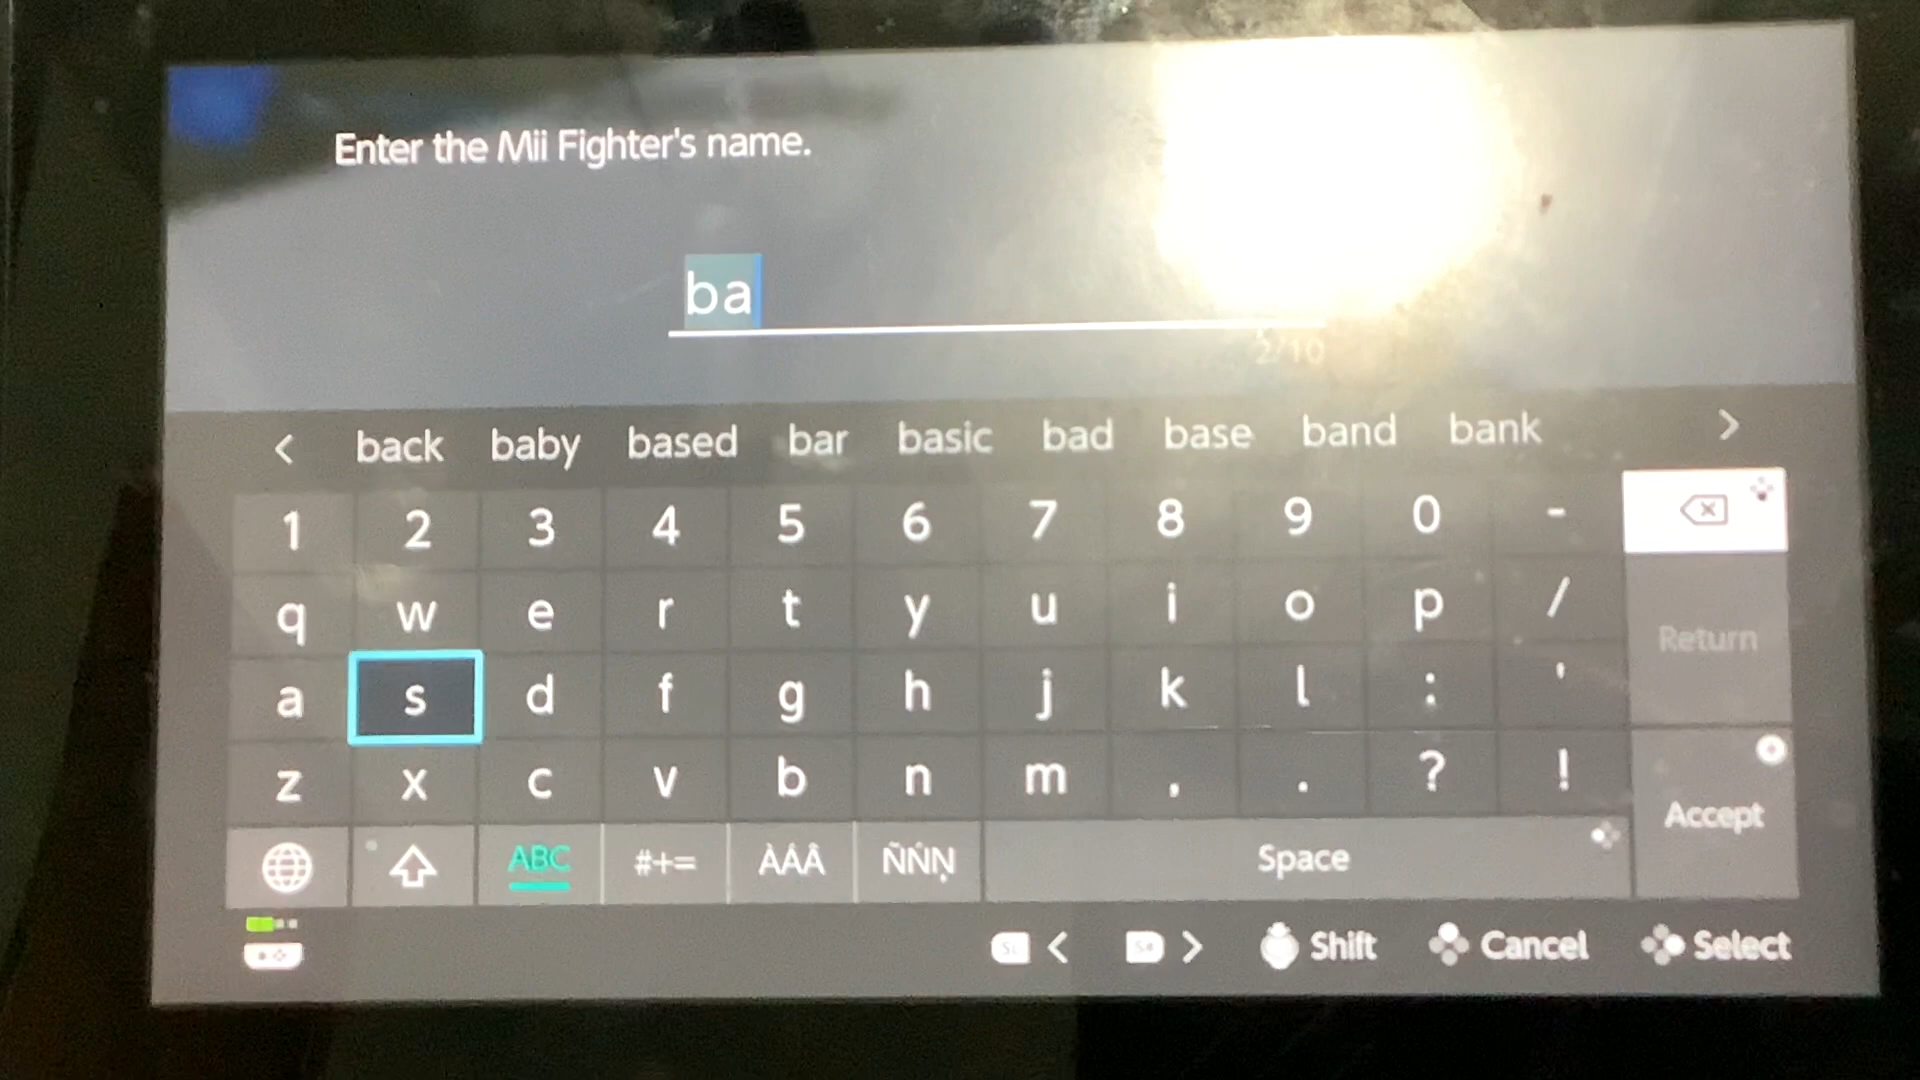 Enter the Mii Fighter's name.
ba
2/10
< back baby based bar basic bad base band bank >
1 2 3 4 5 6 7 8 9 0 -
q w e r t y u i o p /
Return
a s d f g h j k l : '
z x c v b n m , . ? !
Accept
ABC #+= ÀÁÂ ÑŃŅ Space
< > Shift Cancel Select